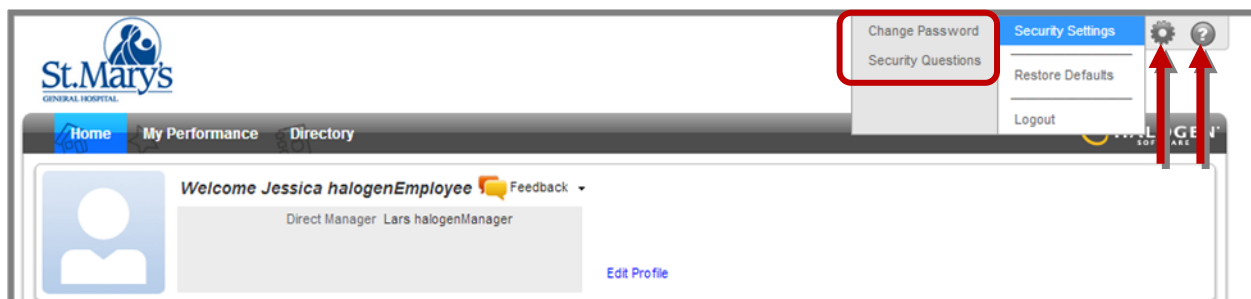 St.Mary's
GENERAL HOSPITAL
Change Password
Security Questions
Security Settings
Restore Defaults
Logout
?
Home My Performance Directory
Welcome Jessica halogenEmployee Feedback
Direct Manager Lars halogenManager
Edit Profile